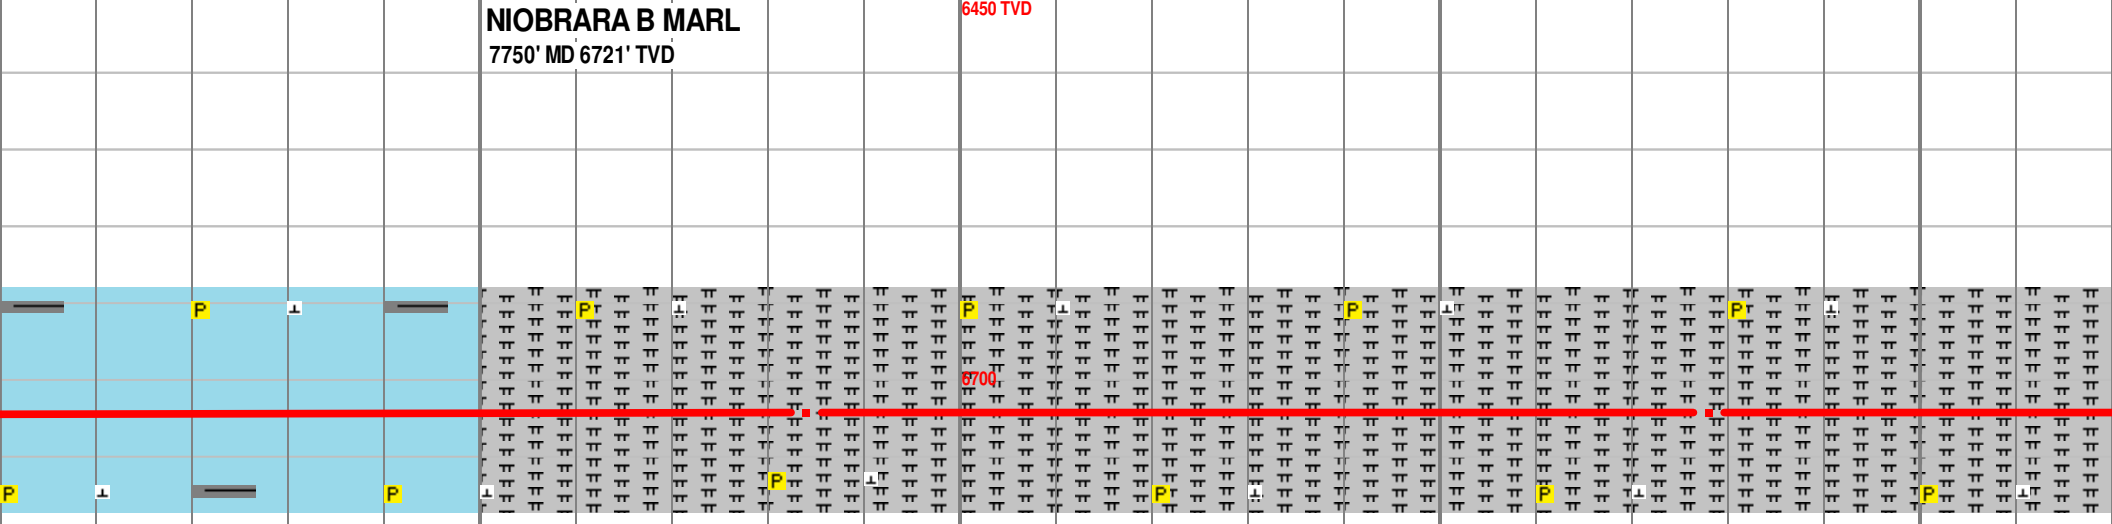 NIOBRARA B MARL
7750' MD 6721' TVD
6450 TVD
P P P P P
6700
P P P P P P